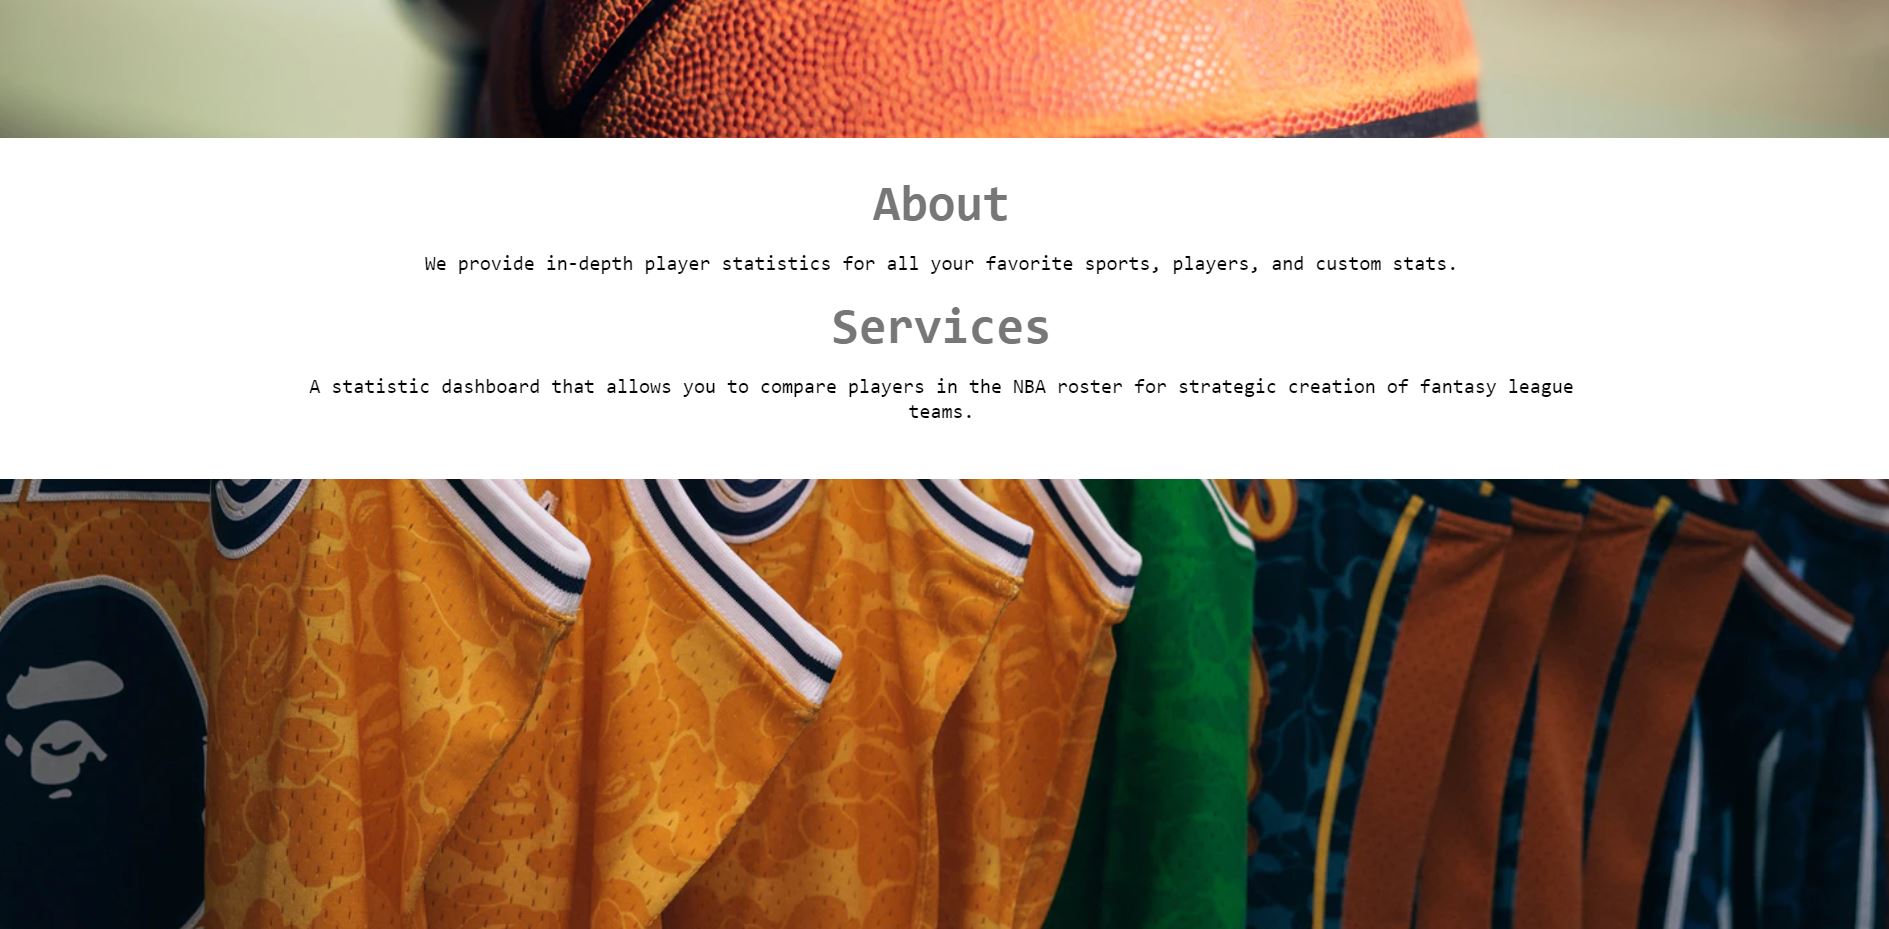 About
We provide in-depth player statistics for all your favorite sports, players, and custom stats.
Services
A statistic dashboard that allows you to compare players in the NBA roster for strategic creation of fantasy league
teams.